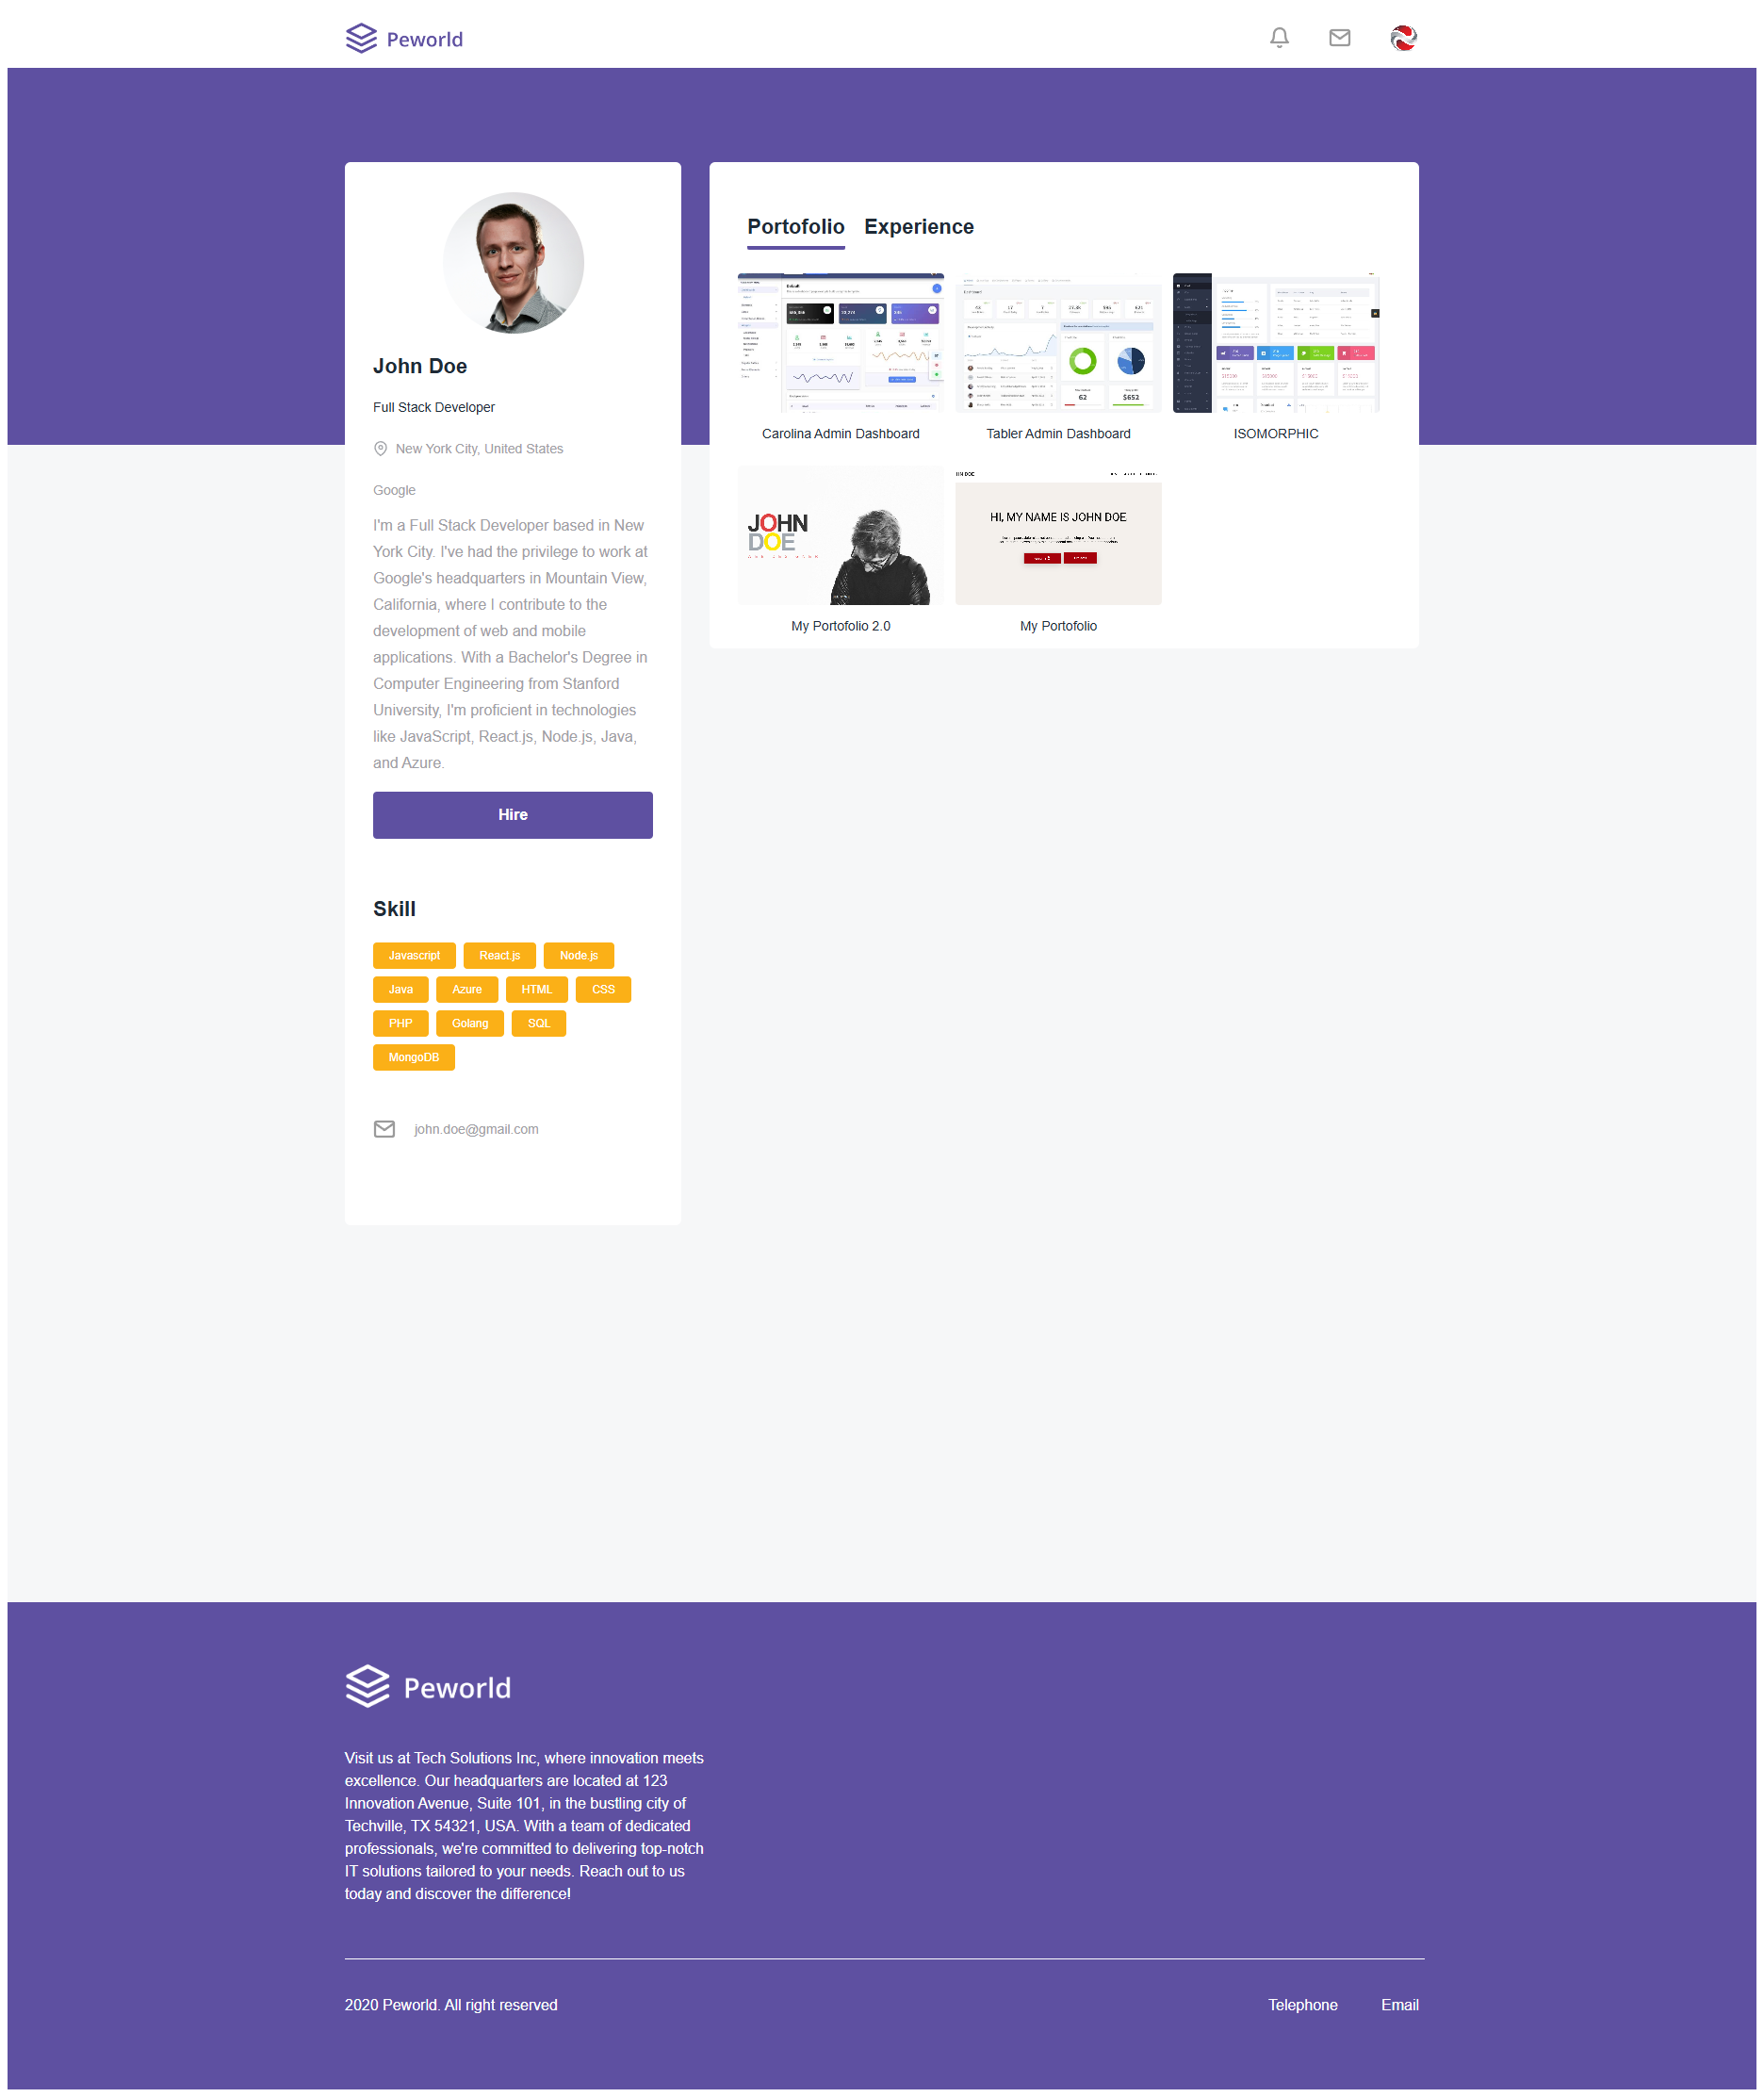 Peworld
John Doe
Full Stack Developer
New York City, United States
Google
I'm a Full Stack Developer based in New
York City. I've had the privilege to work at
Google's headquarters in Mountain View,
California, where I contribute to the
development of web and mobile
applications. With a Bachelor's Degree in
Computer Engineering from Stanford
University, I'm proficient in technologies
like JavaScript, React.js, Node.js, Java,
and Azure.
Hire
Skill
Javascript React.js Node.js
Java Azure HTML CSS
PHP Golang SQL
MongoDB
john.doe@gmail.com
Portofolio Experience
Default
62 $652
Carolina Admin Dashboard Tabler Admin Dashboard ISOMORPHIC
JOHN
DOE
HN DOE
HI, MY NAME IS JOHN DOE
My Portofolio 2.0 My Portofolio
Peworld
Visit us at Tech Solutions Inc, where innovation meets
excellence. Our headquarters are located at 123
Innovation Avenue, Suite 101, in the bustling city of
Techville, TX 54321, USA. With a team of dedicated
professionals, we're committed to delivering top-notch
IT solutions tailored to your needs. Reach out to us
today and discover the difference!
2020 Peworld. All right reserved Telephone Email